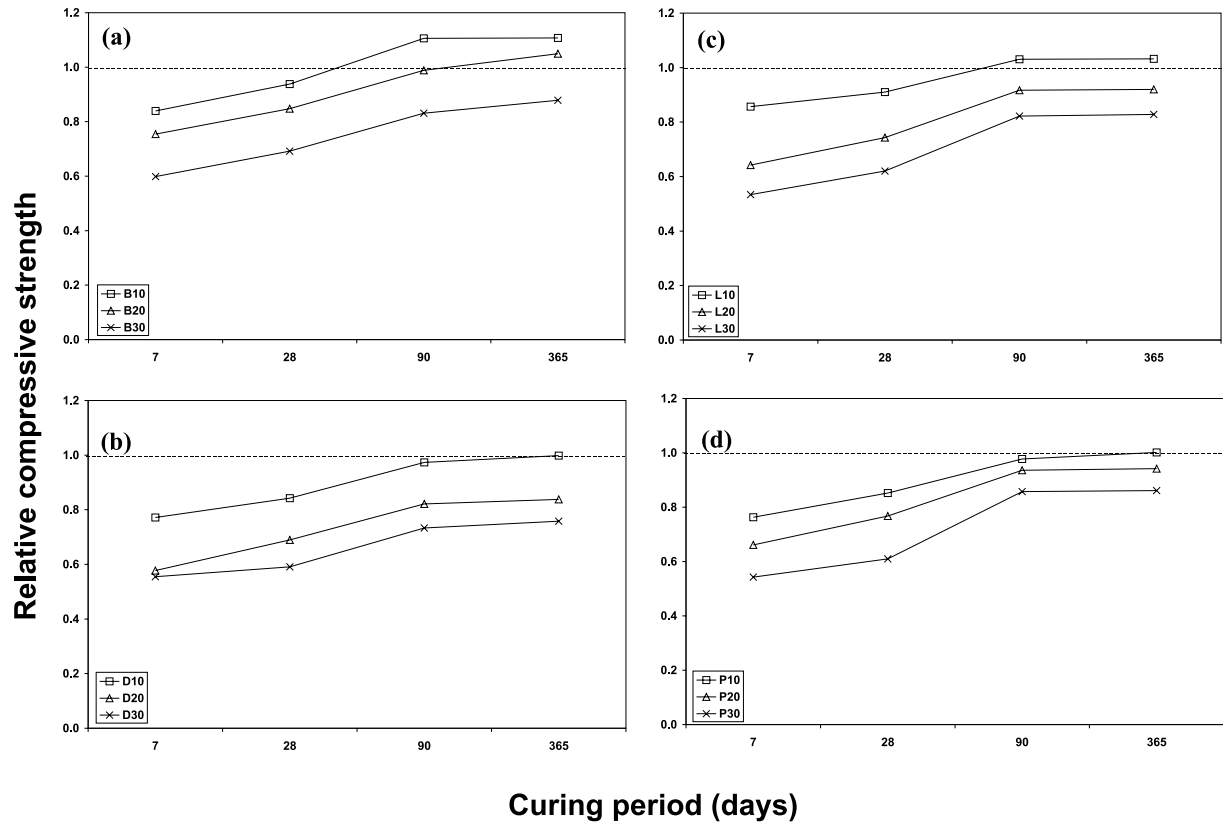 Relative compressive strength
(a)
1.2
1.0
0.8
0.6
0.4
0.2
0.0
B10
B20
B30
7 28 90 365
(c)
1.2
1.0
0.8
0.6
0.4
0.2
0.0
L10
L20
L30
7 28 90 365
(b)
1.2
1.0
0.8
0.6
0.4
0.2
0.0
D10
D20
D30
7 28 90 365
(d)
1.2
1.0
0.8
0.6
0.4
0.2
0.0
P10
P20
P30
7 28 90 365
Curing period (days)